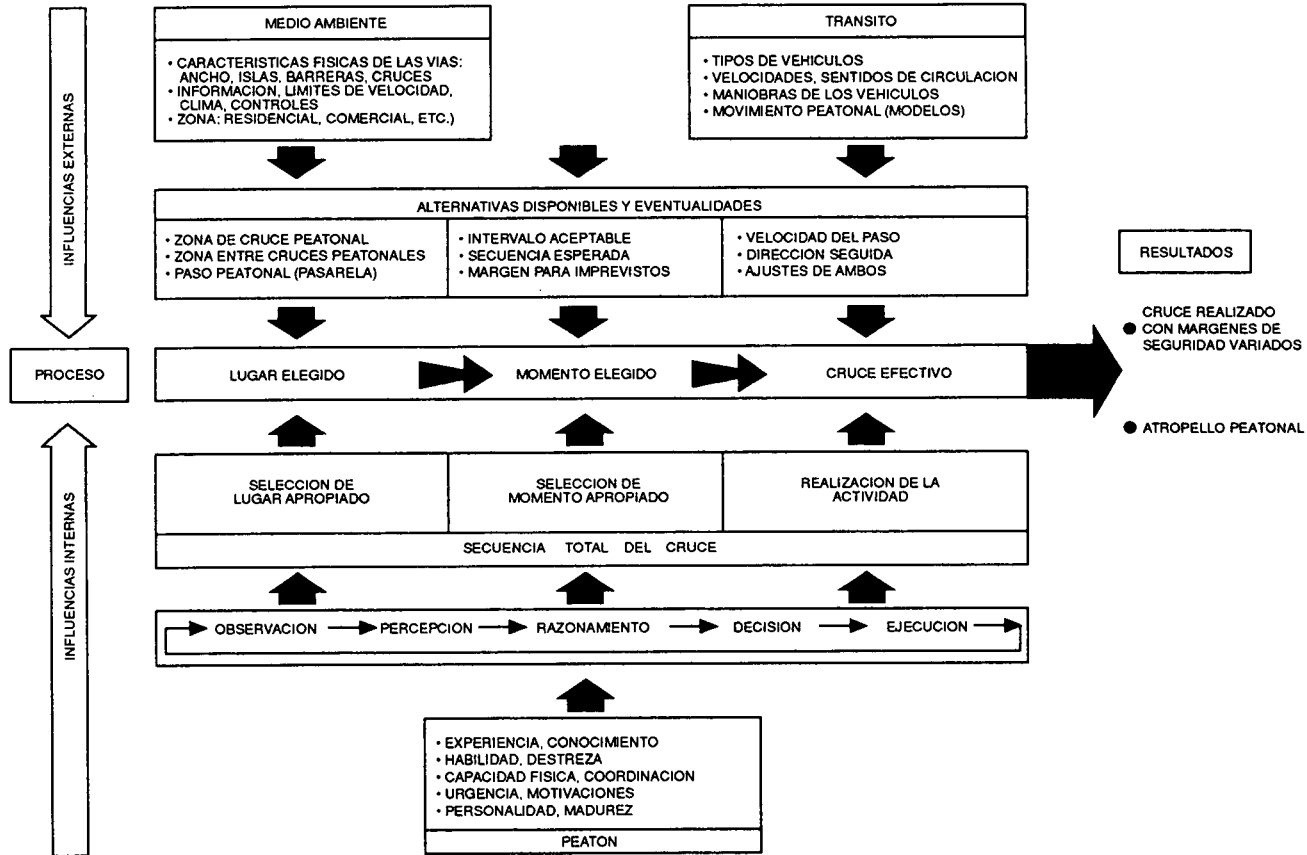 MEDIO AMBIENTE
• CARACTERISTICAS FISICAS DE LAS VIAS:
ANCHO, ISLAS, BARRERAS, CRUCES
• INFORMACION, LIMITES DE VELOCIDAD,
CLIMA, CONTROLES
• ZONA: RESIDENCIAL, COMERCIAL, ETC.)
TRANSITO
• TIPOS DE VEHICULOS
• VELOCIDADES, SENTIDOS DE CIRCULACION
• MANIOBRAS DE LOS VEHICULOS
• MOVIMIENTO PEATONAL (MODELOS)
INFLUENCIAS EXTERNAS
ALTERNATIVAS DISPONIBLES Y EVENTUALIDADES
• ZONA DE CRUCE PEATONAL
• ZONA ENTRE CRUCES PEATONALES
• PASO PEATONAL (PASARELA)
• INTERVALO ACEPTABLE
• SECUENCIA ESPERADA
• MARGEN PARA IMPREVISTOS
• VELOCIDAD DEL PASO
• DIRECCION SEGUIDA
• AJUSTES DE AMBOS
RESULTADOS
PROCESO
LUGAR ELEGIDO
MOMENTO ELEGIDO
CRUCE EFECTIVO
CRUCE REALIZADO
● CON MARGENES DE
SEGURIDAD VARIADOS
● ATROPELLO PEATONAL
INFLUENCIAS INTERNAS
SELECCION DE
LUGAR APROPIADO
SELECCION DE
MOMENTO APROPIADO
REALIZACION DE LA
ACTIVIDAD
SECUENCIA TOTAL DEL CRUCE
OBSERVACION
PERCEPCION
RAZONAMIENTO
DECISION
EJECUCION
• EXPERIENCIA, CONOCIMIENTO
• HABILIDAD, DESTREZA
• CAPACIDAD FISICA, COORDINACION
• URGENCIA, MOTIVACIONES
• PERSONALIDAD, MADUREZ
PEATON